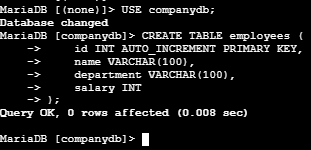 MariaDB [(none)]> USE companydb;
Database changed
MariaDB [companydb]> CREATE TABLE employees (
    ->     id INT AUTO_INCREMENT PRIMARY KEY,
    ->     name VARCHAR(100),
    ->     department VARCHAR(100),
    ->     salary INT
    -> );
Query OK, 0 rows affected (0.008 sec)
MariaDB [companydb]>